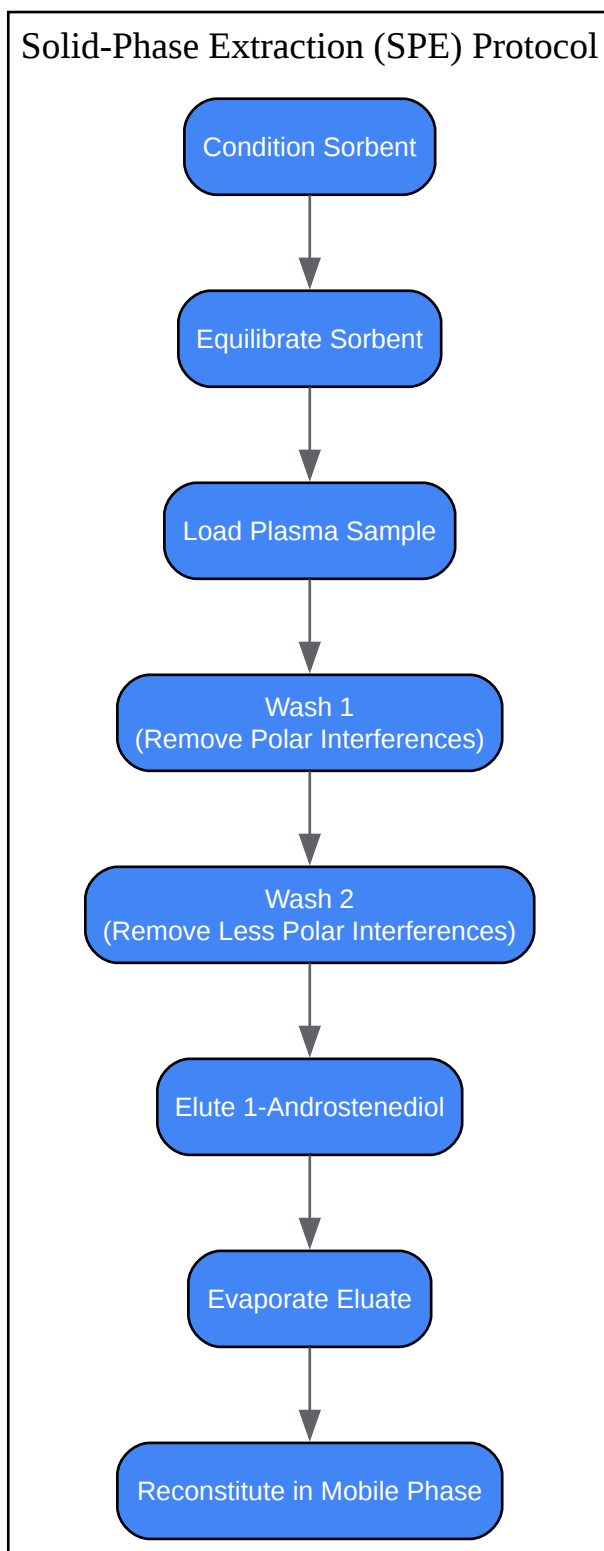 Solid-Phase Extraction (SPE) Protocol
Condition Sorbent
Equilibrate Sorbent
Load Plasma Sample
Wash 1
(Remove Polar Interferences)
Wash 2
(Remove Less Polar Interferences)
Elute 1-Androstenediol
Evaporate Eluate
Reconstitute in Mobile Phase